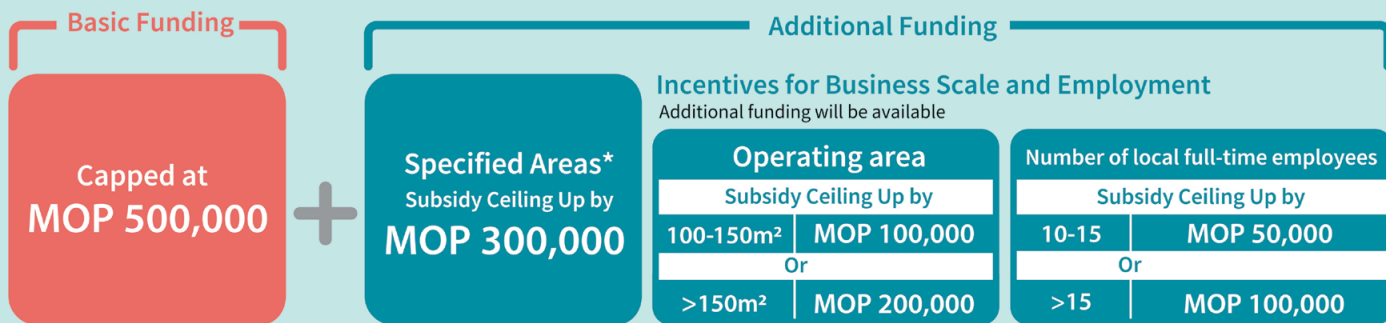 Basic Funding
Additional Funding
Capped at
MOP 500,000
+
Specified Areas*
Subsidy Ceiling Up by
MOP 300,000
Incentives for Business Scale and Employment
Additional funding will be available
Operating area
Subsidy Ceiling Up by
100-150m² MOP 100,000
Or
>150m² MOP 200,000
Number of local full-time employees
Subsidy Ceiling Up by
10-15 MOP 50,000
Or
>15 MOP 100,000